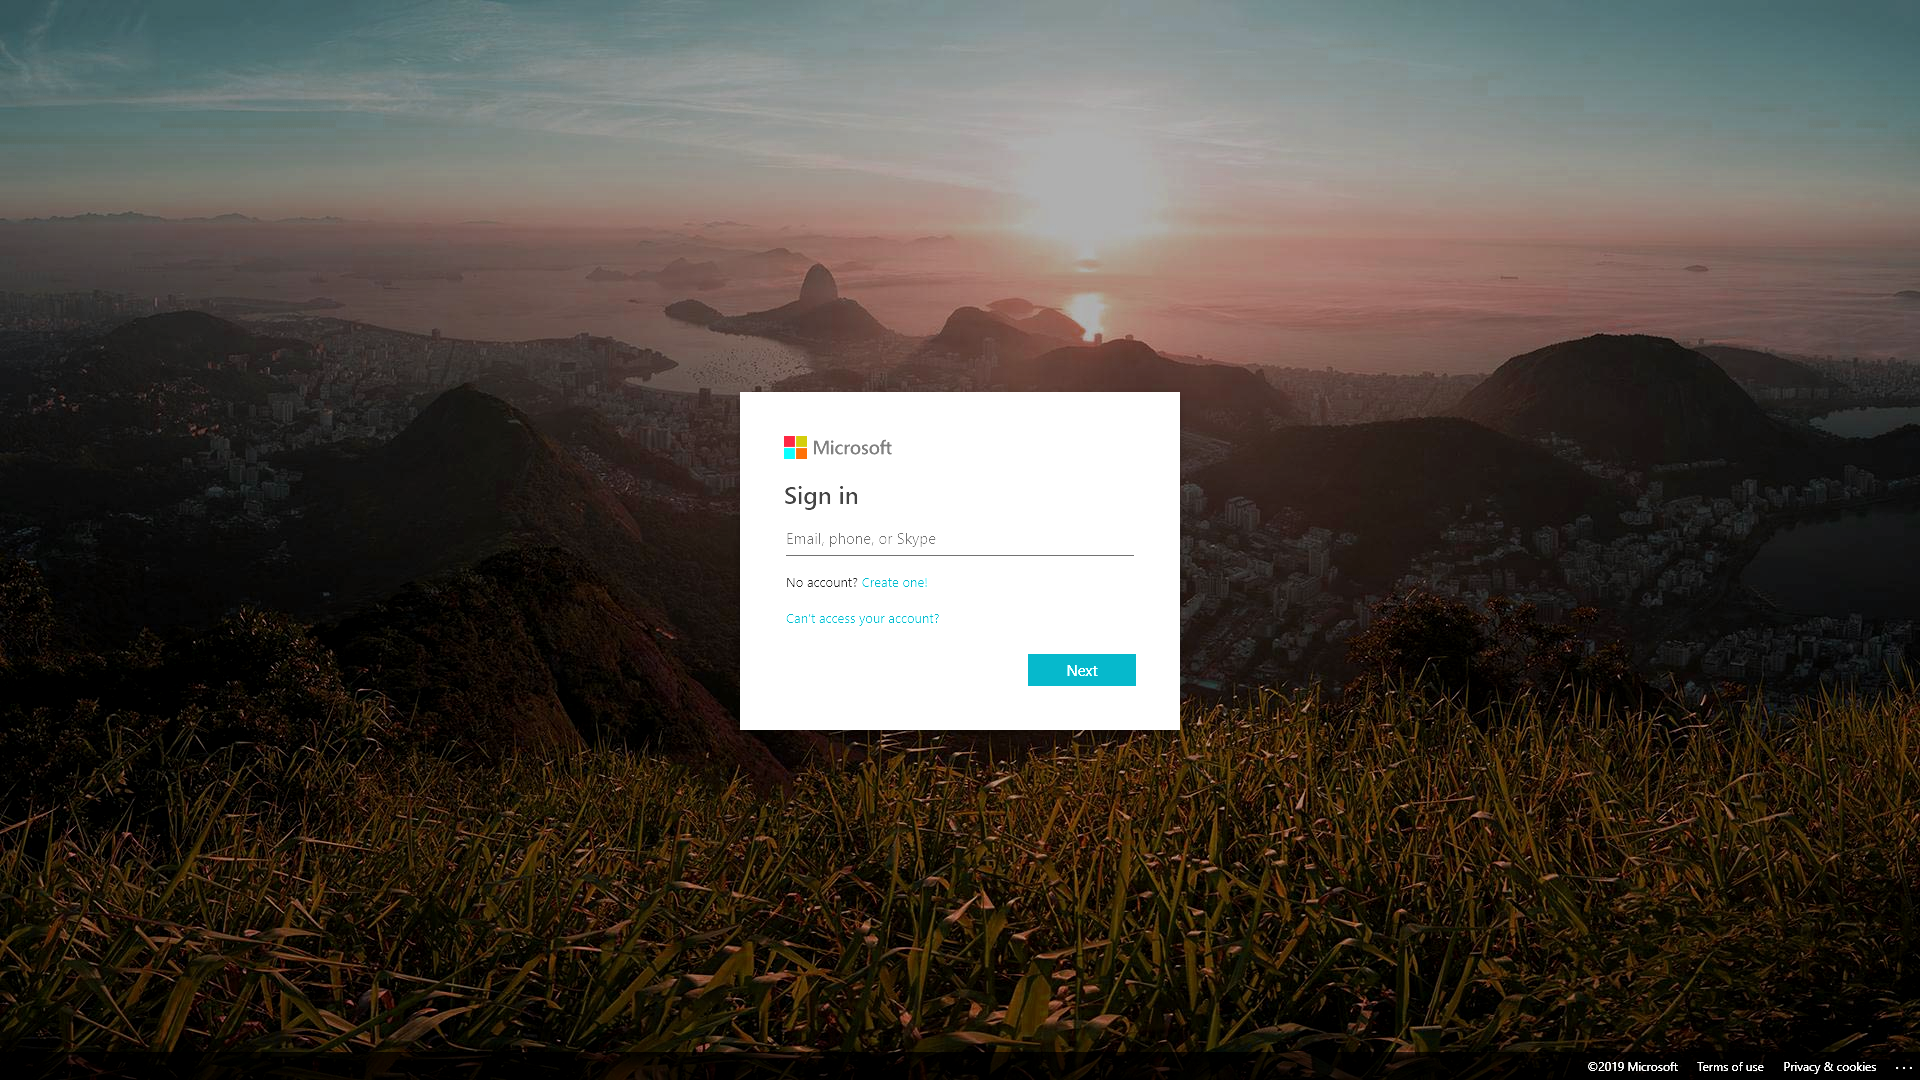 Microsoft
Sign in
Email, phone, or Skype
No account? Create one!
Can't access your account?
Next
©2019 Microsoft Terms of use Privacy & cookies ...